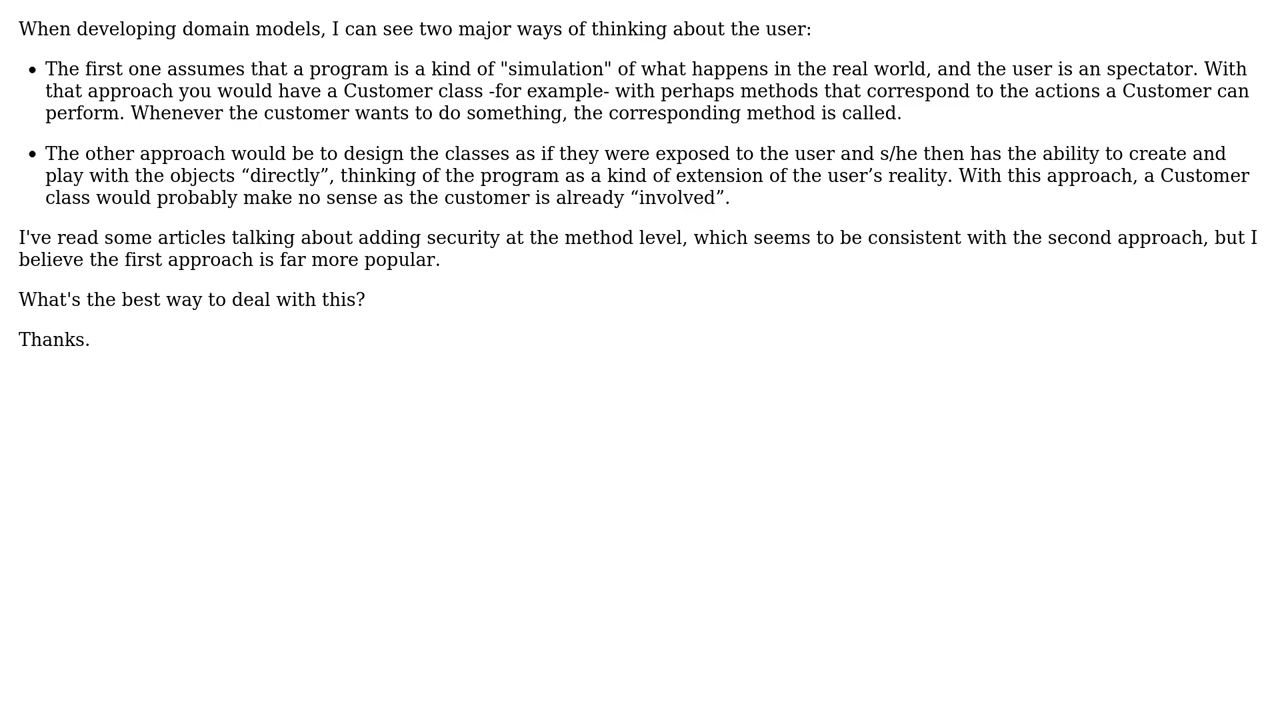 When developing domain models, I can see two major ways of thinking about the user:
• The first one assumes that a program is a kind of "simulation" of what happens in the real world, and the user is an spectator. With
that approach you would have a Customer class -for example- with perhaps methods that correspond to the actions a Customer can
perform. Whenever the customer wants to do something, the corresponding method is called.
• The other approach would be to design the classes as if they were exposed to the user and s/he then has the ability to create and
play with the objects “directly”, thinking of the program as a kind of extension of the user’s reality. With this approach, a Customer
class would probably make no sense as the customer is already “involved”.
I've read some articles talking about adding security at the method level, which seems to be consistent with the second approach, but I
believe the first approach is far more popular.
What's the best way to deal with this?
Thanks.